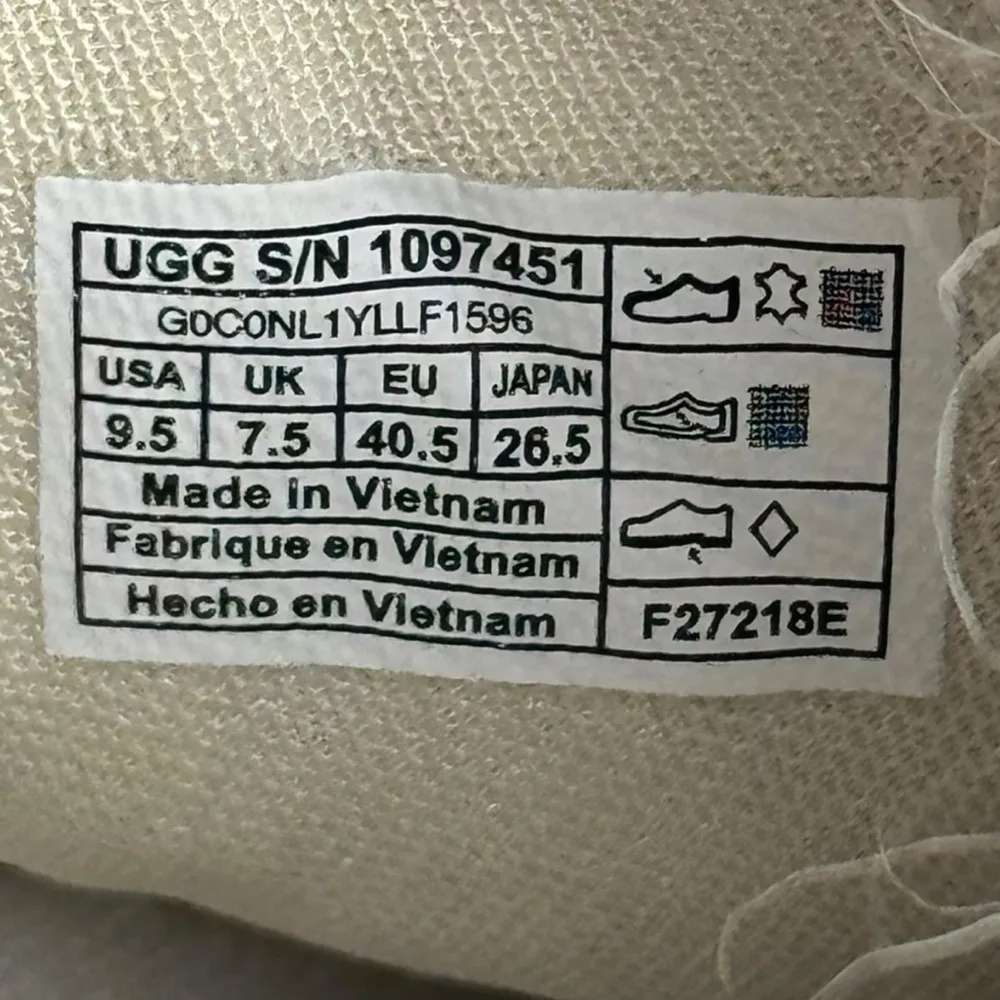 UGG S/N 1097451
G0C0NL1YLLF1596
USA UK EU JAPAN
9.5 7.5 40.5 26.5
Made in Vietnam
Fabrique en Vietnam
Hecho en Vietnam
F27218E